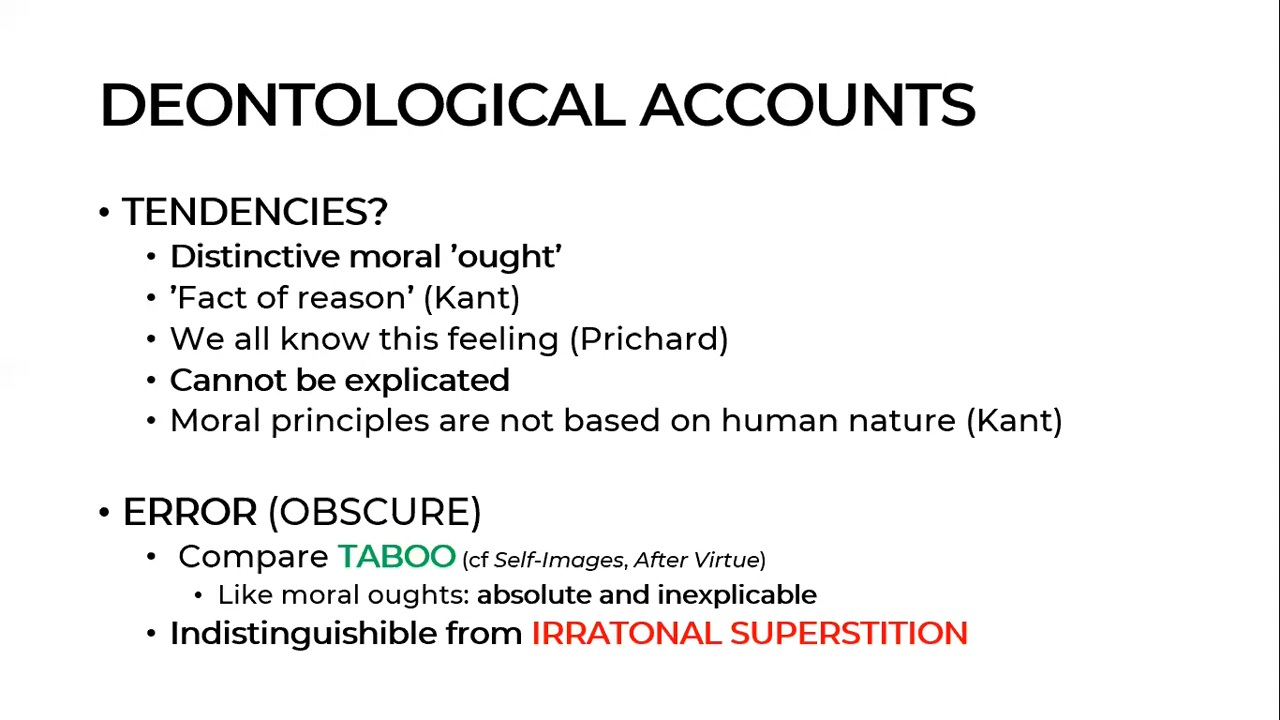 DEONTOLOGICAL ACCOUNTS
• TENDENCIES?
• Distinctive moral ’ought’
• ’Fact of reason’ (Kant)
• We all know this feeling (Prichard)
• Cannot be explicated
• Moral principles are not based on human nature (Kant)
• ERROR (OBSCURE)
• Compare TABOO (cf Self-Images, After Virtue)
• Like moral oughts: absolute and inexplicable
• Indistinguishible from IRRATONAL SUPERSTITION